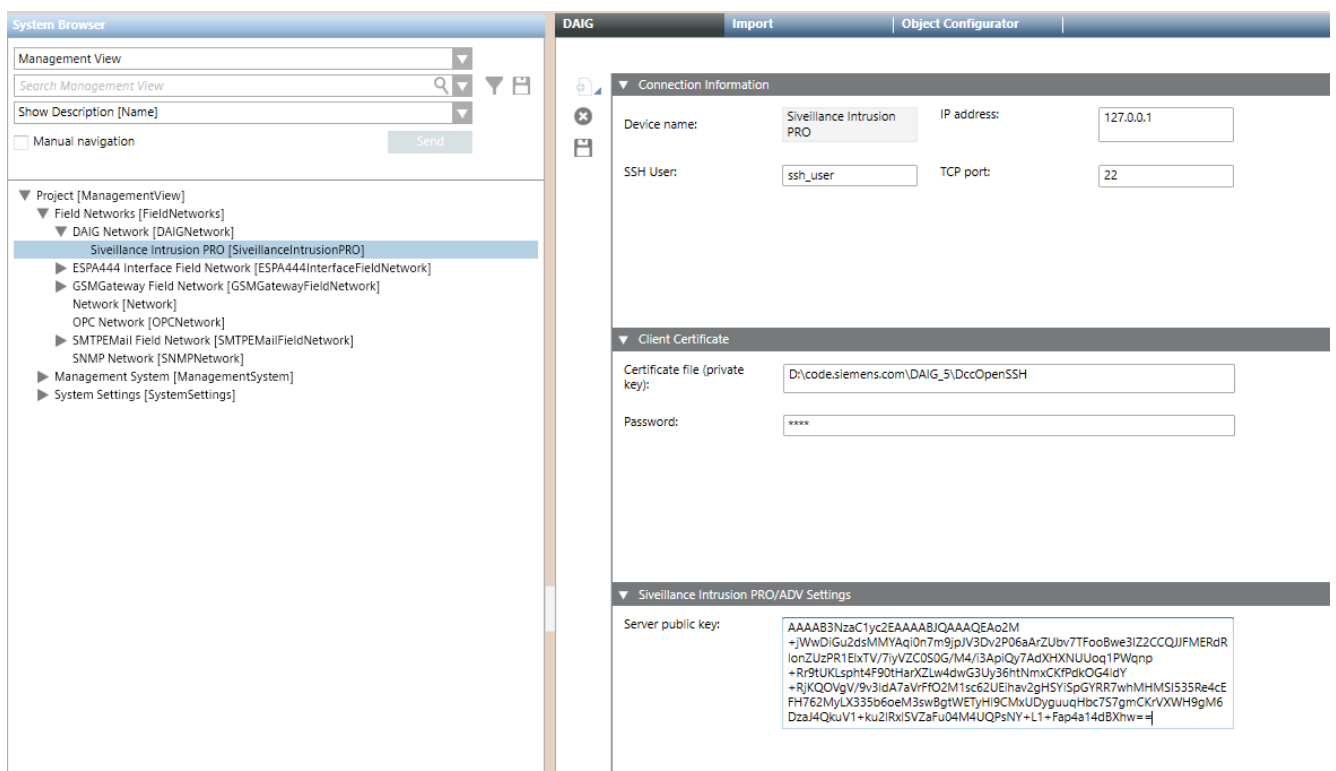 System Browser
Management View
Search Management View
Show Description [Name]
Manual navigation
Send
Project [ManagementView]
Field Networks [FieldNetworks]
DAIG Network [DAIGNetwork]
Siveillance Intrusion PRO [SiveillanceIntrusionPRO]
ESPA444 Interface Field Network [ESPA444InterfaceFieldNetwork]
GSMGateway Field Network [GSMGatewayFieldNetwork]
Network [Network]
OPC Network [OPCNetwork]
SMTPEMail Field Network [SMTPEMailFieldNetwork]
SNMP Network [SNMPNetwork]
Management System [ManagementSystem]
System Settings [SystemSettings]
DAIG
Import
Object Configurator
Connection Information
Device name:
Siveillance Intrusion
PRO
IP address:
127.0.0.1
SSH User:
ssh_user
TCP port:
22
Client Certificate
Certificate file (private
key):
D:\code.siemens.com\DAIG_5\DccOpenSSH
Password:
****
Siveillance Intrusion PRO/ADV Settings
Server public key:
AAAAB3NzaC1yc2EAAAABJQAAAQEAo2M
+jWwDiGu2dsMMYAqi0n7m9jpJV3Dv2P06aArZUbv7TFooBwe3IZ2CCQJJFMERdR
IonZUzPR1ElxTV/7iyVZC0S0G/M4/i3ApiQy7AdXHXNUUoq1PWqnp
+Rr9tUKLspht4F90tHarXZLw4dwG3Uy36htNmxCKfPdkOG4IdY
+RjKQOVgV/9v3IdA7aVrFfO2M1sc62UEihav2gHSYiSpGYRR7whMHMSI535Re4cE
FH762MyLX335b6oeM3swBgtWETyHI9CMxUDyguuqHbc7S7gmCKrVXWH9gM6
DzaJ4QkuV1+ku2IRxlSVZaFu04M4UQPsNY+L1+Fap4a14dBXhw==